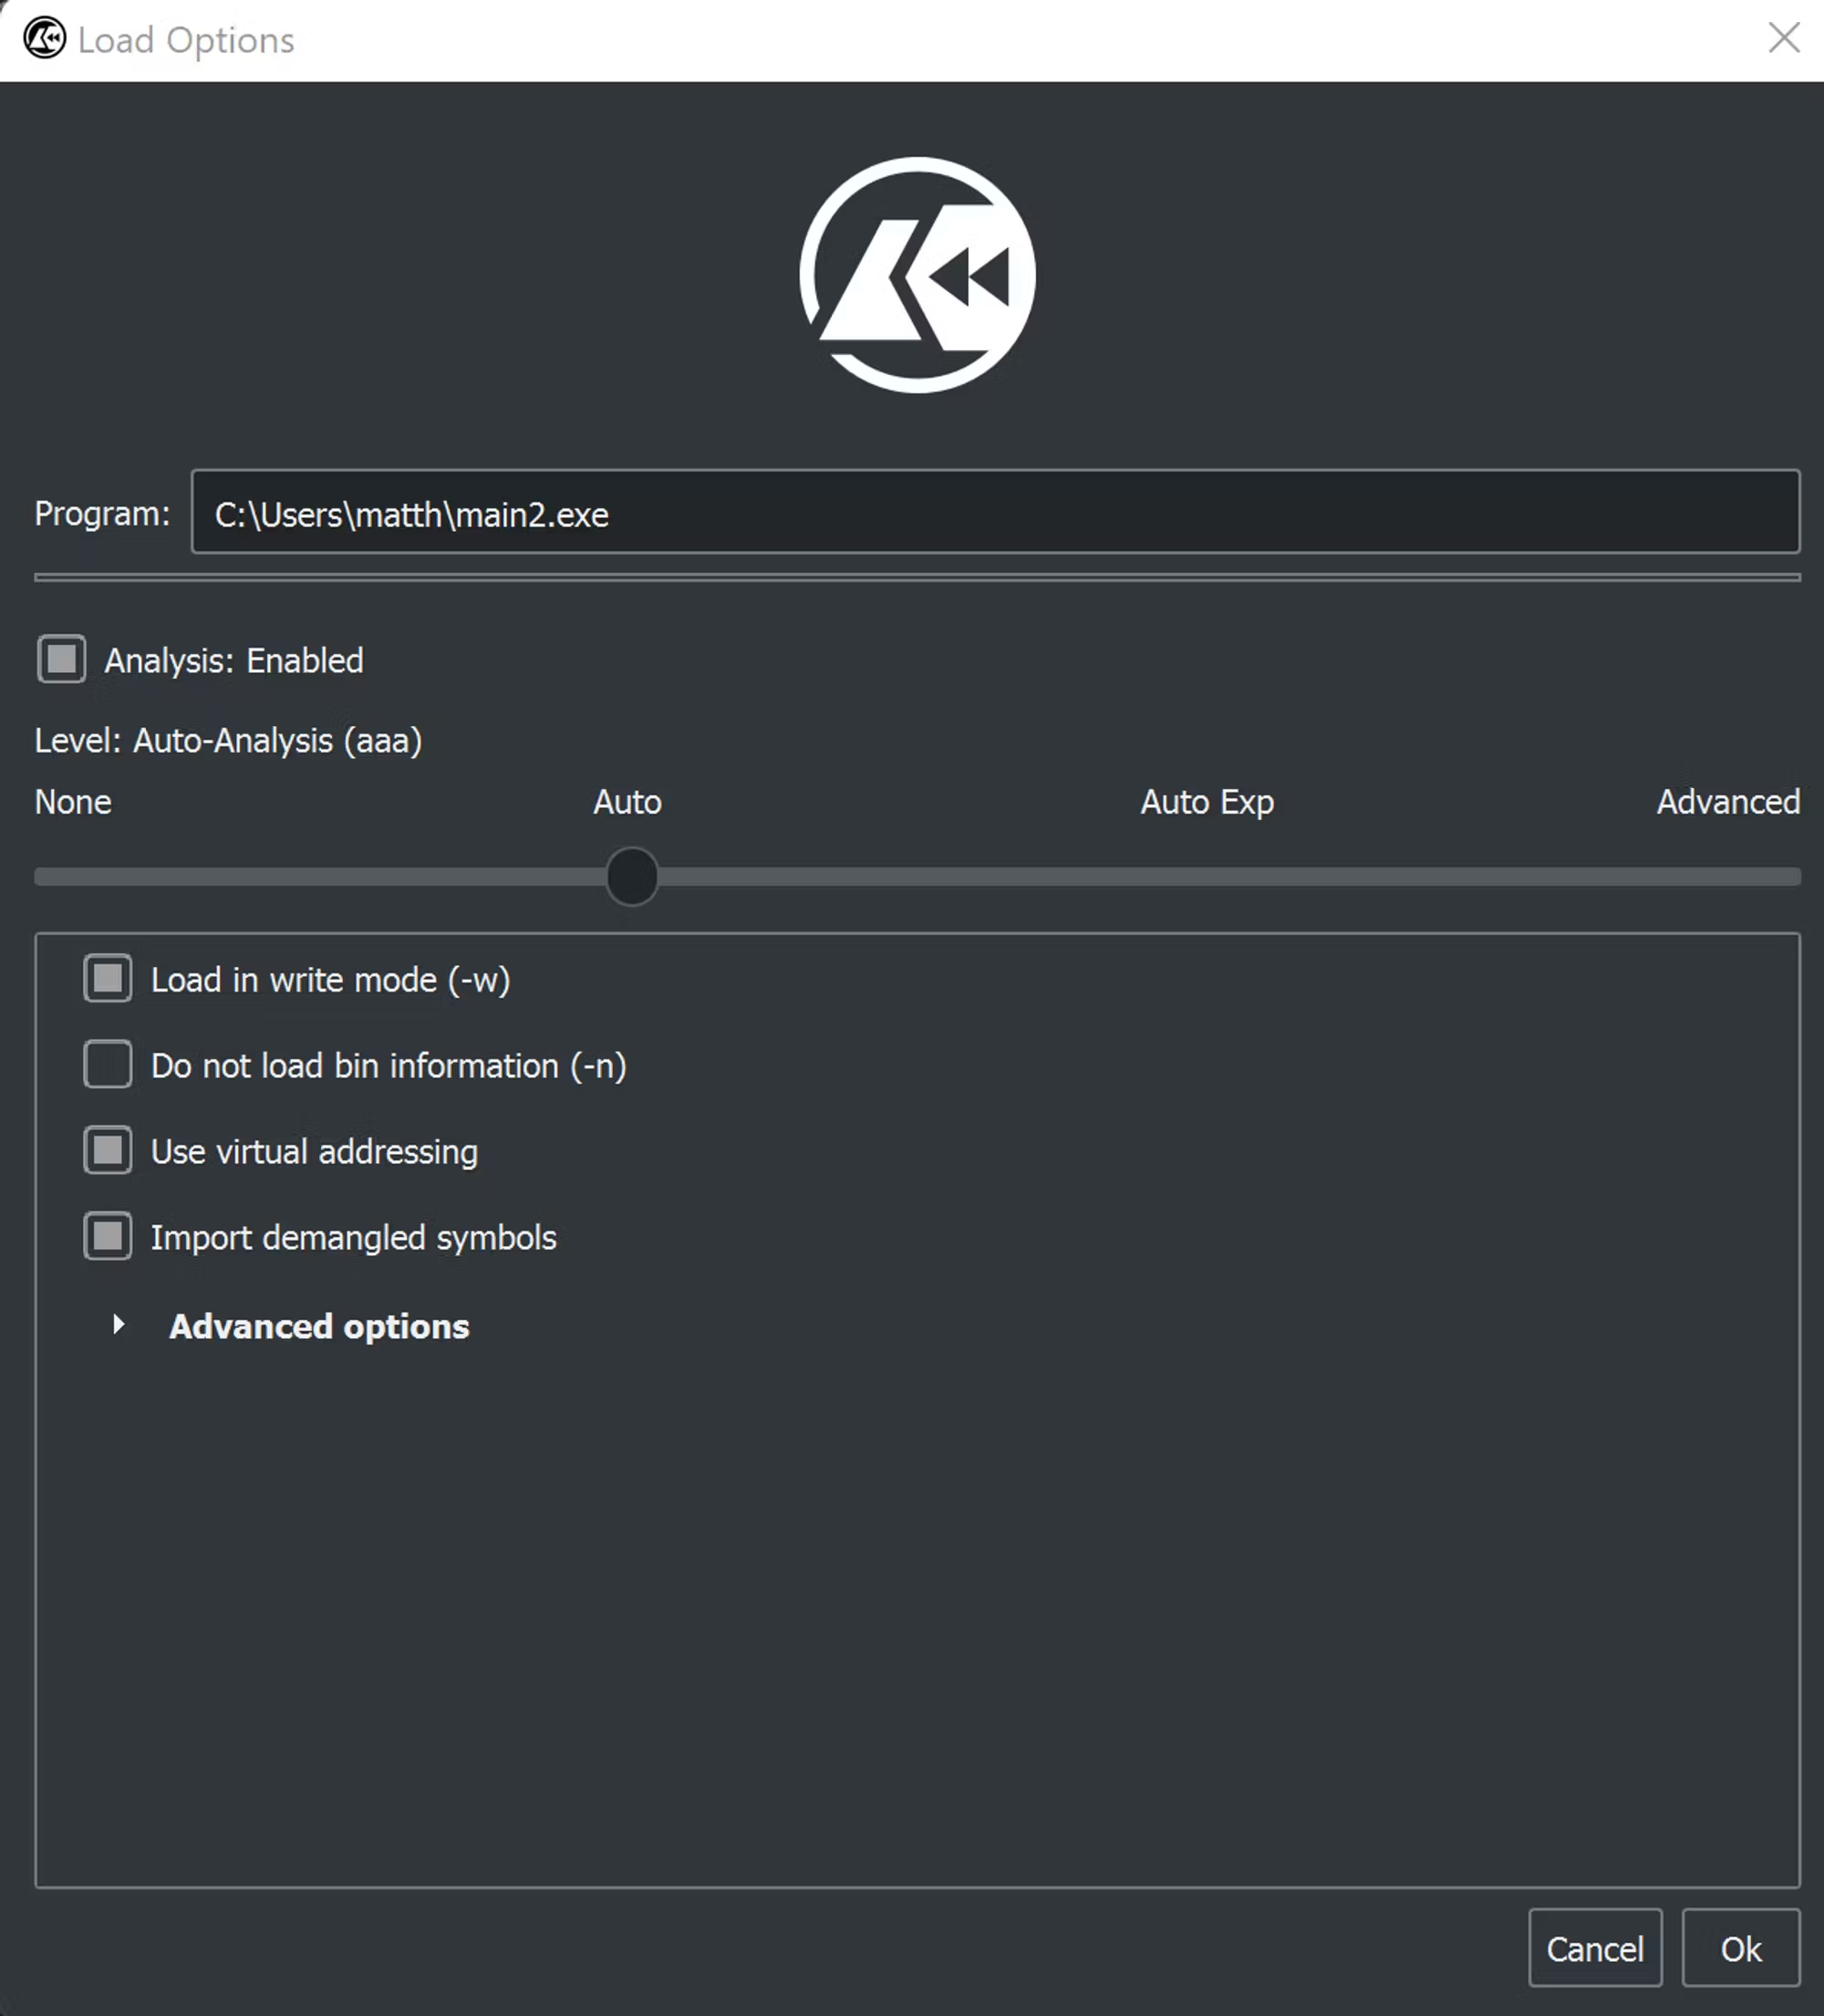 Load Options
Program: C:\Users\matth\main2.exe
Analysis: Enabled
Level: Auto-Analysis (aaa)
None Auto Auto Exp Advanced
Load in write mode (-w)
Do not load bin information (-n)
Use virtual addressing
Import demangled symbols
Advanced options
Cancel Ok